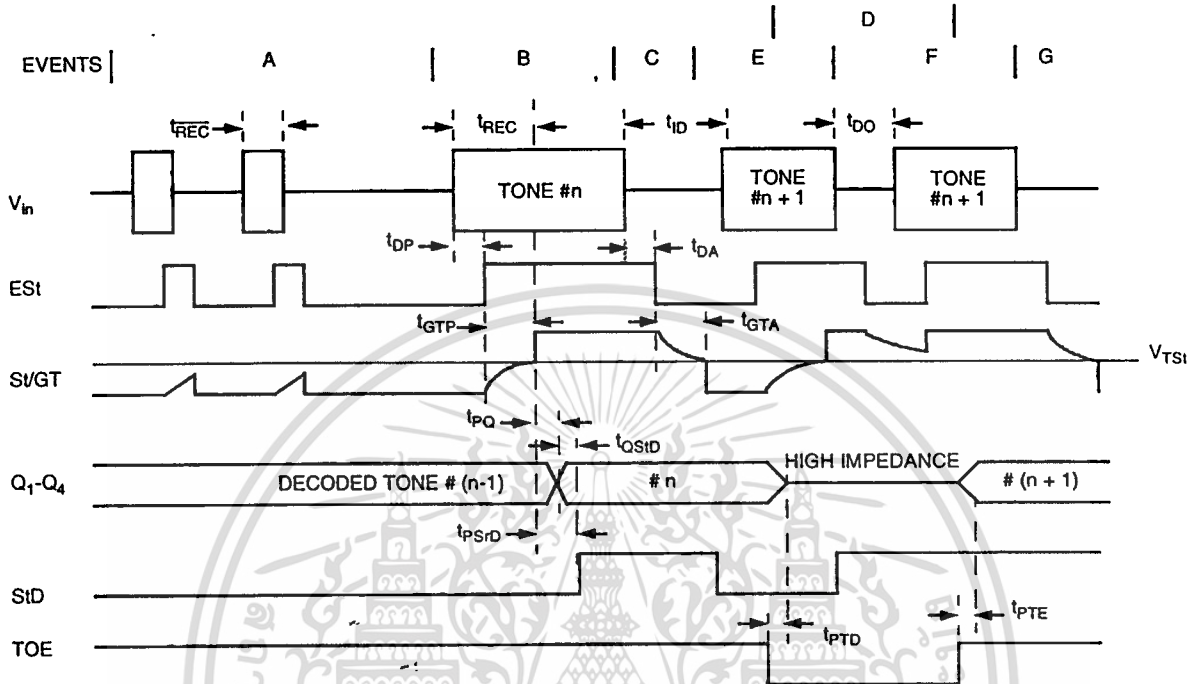 D
EVENTS A B C E F G
tREC tREC tID tDO
Vin TONE #n TONE #n + 1 TONE #n + 1
tDP tDA
ESt
tGTP tGTA
St/GT VTSt
tPQ
tQStD
Q1-Q4 DECODED TONE # (n-1) # n HIGH IMPEDANCE # (n + 1)
tPSrD
StD
tPTD tPTE
TOE